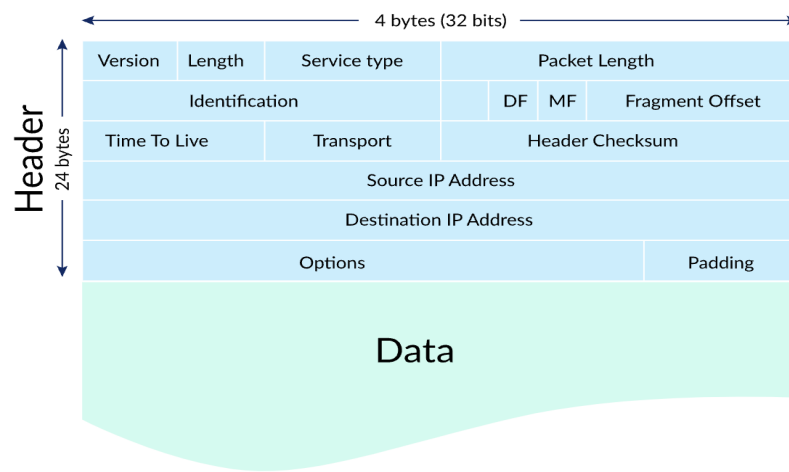 4 bytes (32 bits)
Header
24 bytes
Version Length Service type Packet Length
Identification DF MF Fragment Offset
Time To Live Transport Header Checksum
Source IP Address
Destination IP Address
Options Padding
Data